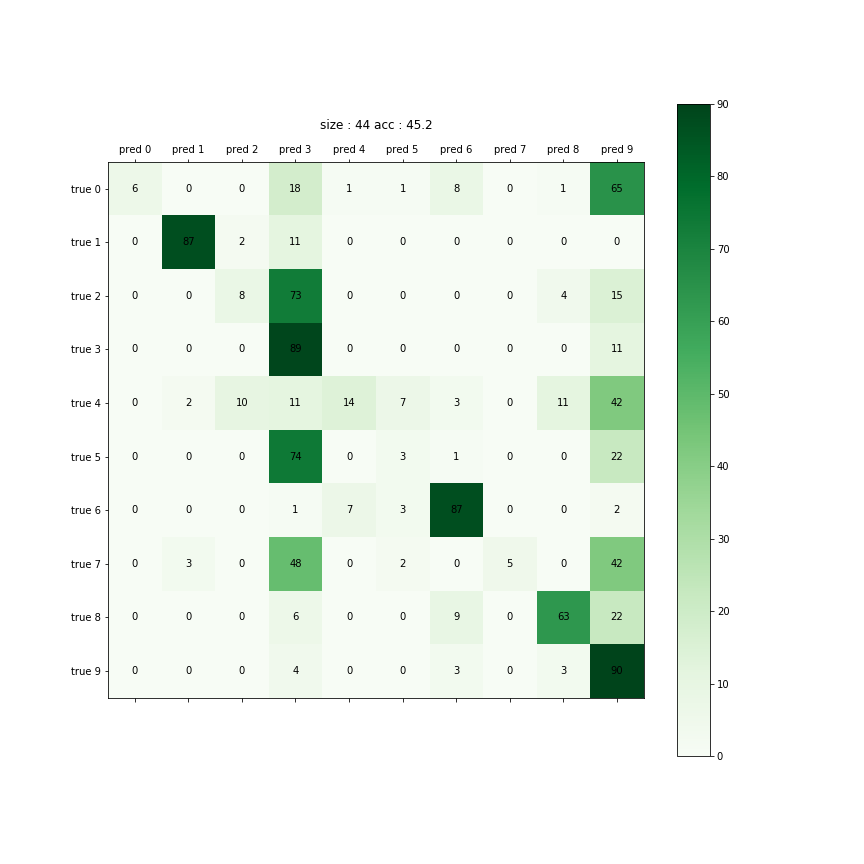 size : 44 acc : 45.2
pred 0 pred 1 pred 2 pred 3 pred 4 pred 5 pred 6 pred 7 pred 8 pred 9
true 0 6 0 0 18 1 1 8 0 1 65
true 1 0 87 2 11 0 0 0 0 0 0
true 2 0 0 8 73 0 0 0 0 4 15
true 3 0 0 0 89 0 0 0 0 0 11
true 4 0 2 10 11 14 7 3 0 11 42
true 5 0 0 0 74 0 3 1 0 0 22
true 6 0 0 0 1 7 3 87 0 0 2
true 7 0 3 0 48 0 2 0 5 0 42
true 8 0 0 0 6 0 0 9 0 63 22
true 9 0 0 0 4 0 0 3 0 3 90
90
80
70
60
50
40
30
20
10
0